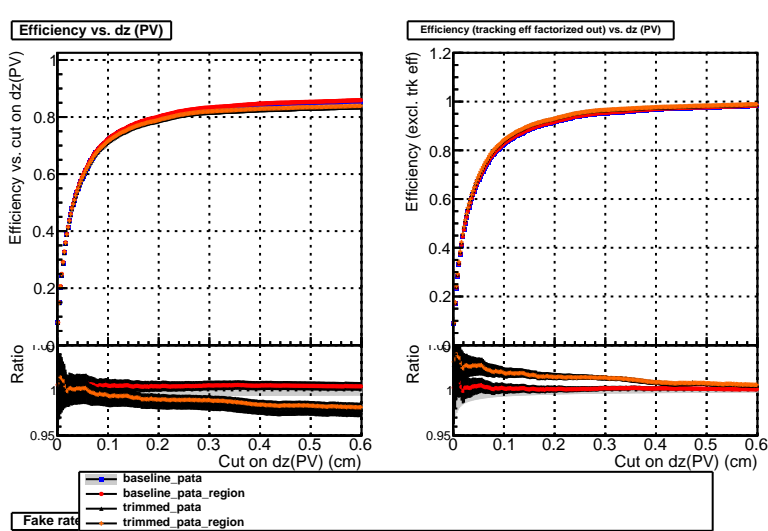 Efficiency vs. dz (PV)
Efficiency vs. cut on dz(PV)
1
0.8
0.6
0.4
0.2
0
Ratio
1
0.95
0
0.1
0.2
0.3
0.4
0.5
0.6
Cut on dz(PV) (cm)
Efficiency (tracking eff factorized out) vs. dz (PV)
Efficiency (excl. trk eff)
1.2
1
0.8
0.6
0.4
0.2
0
Ratio
1
0.95
0
0.1
0.2
0.3
0.4
0.5
0.6
Cut on dz(PV) (cm)
baseline_pata
baseline_pata_region
trimmed_pata
trimmed_pata_region
Fake rate